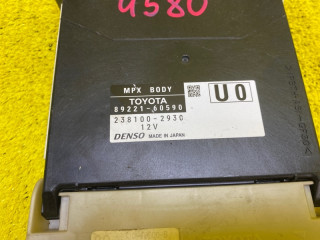 9580
MPX BODY
TOYOTA
89221-60590
U0
238100-2930
12V
DENSO MADE IN JAPAN